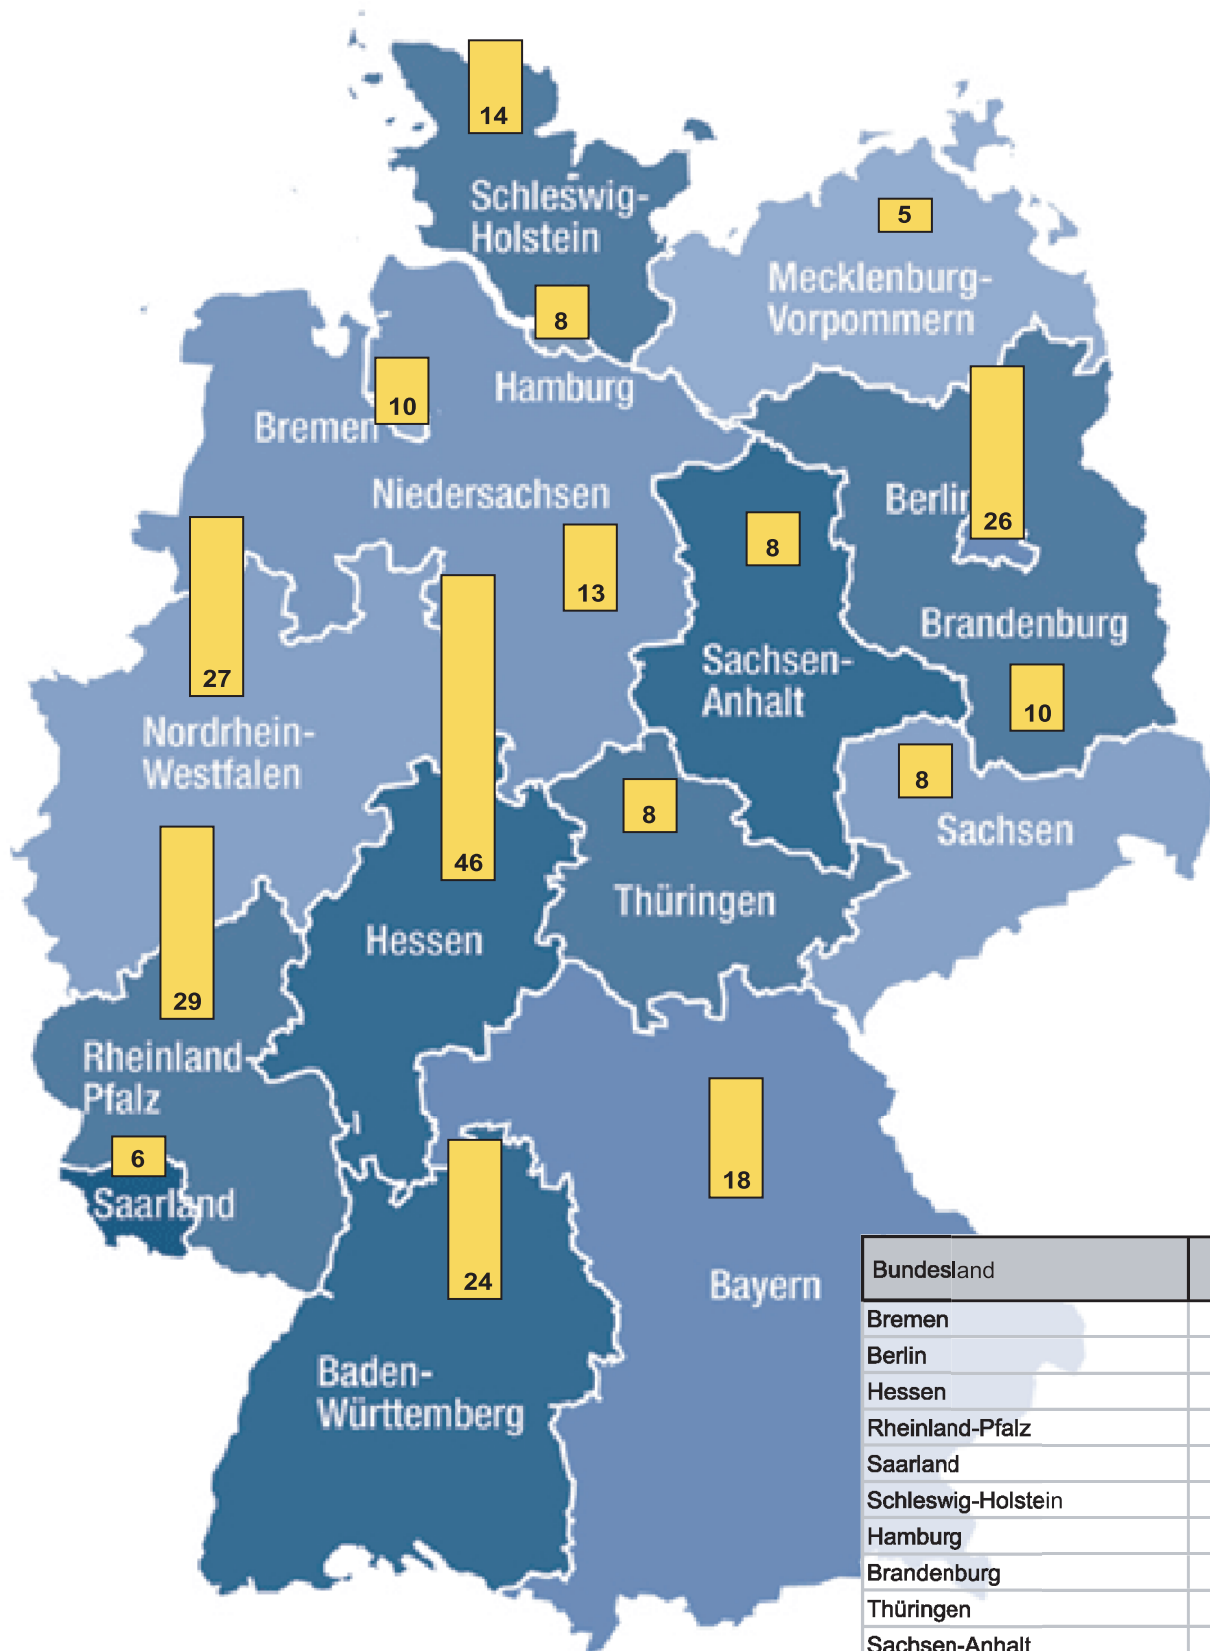 14
Schleswig-
Holstein
5
Mecklenburg-
Vorpommern
8
Hamburg
10
Bremen
Niedersachsen
Berlin
26
8
13
Brandenburg
27
Sachsen-
Anhalt
10
Nordrhein-
Westfalen
8
8
Sachsen
46
Thüringen
Hessen
29
Rheinland
Pfalz
6
Saarland
18
24
Bayern
Baden-
Württemberg
Bundesland
Bremen
Berlin
Hessen
Rheinland-Pfalz
Saarland
Schleswig-Holstein
Hamburg
Brandenburg
Thüringen
Sachsen-Anhalt